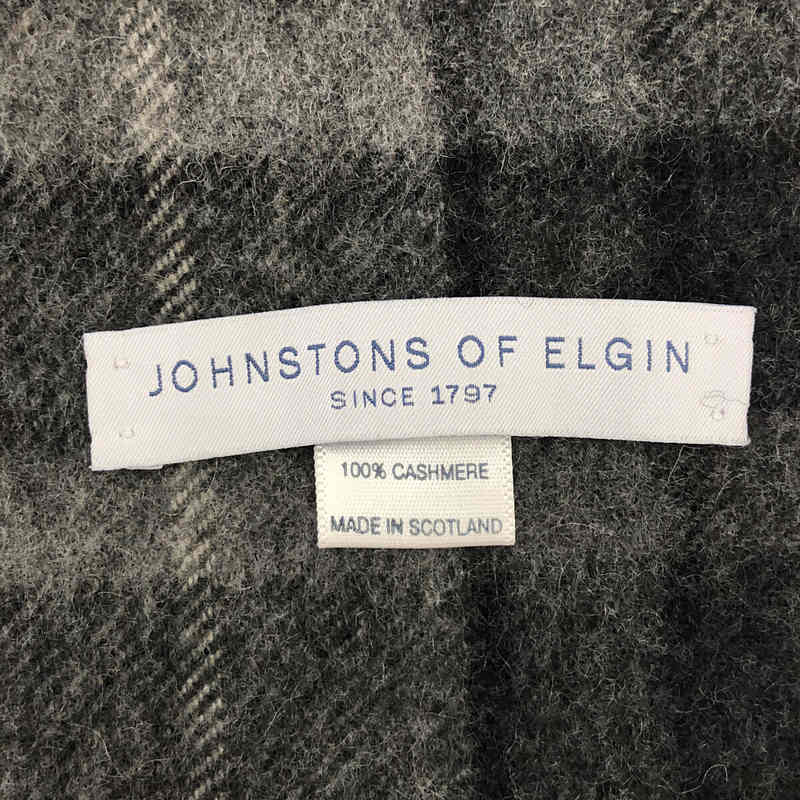 JOHNSTONS OF ELGIN
SINCE 1797
100% CASHMERE
MADE IN SCOTLAND